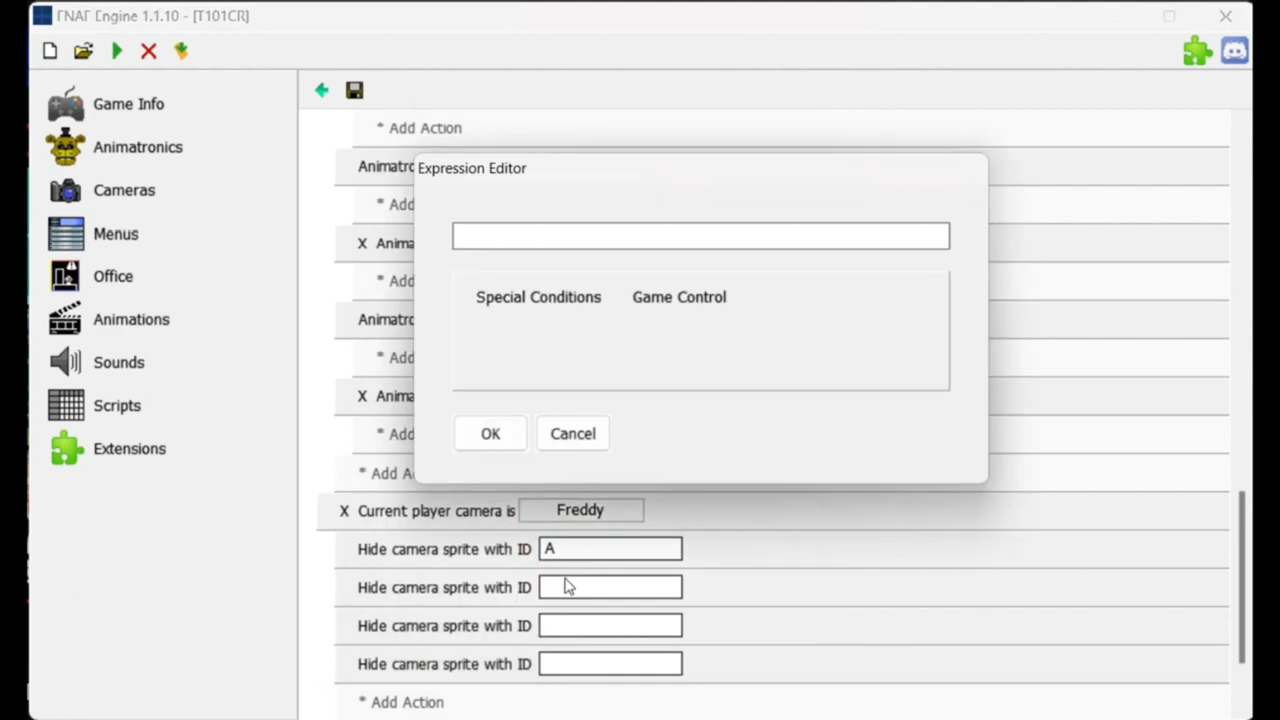 ГNАГ Engine 1.1.10 - [T101CR]
Game Info
Animatronics
Cameras
Menus
Office
Animations
Sounds
Scripts
Extensions
* Add Action
Animatro
* Add
X Anima
* Add
Animatro
* Add
X Anima
* Add
* Add Ac
Expression Editor
Special Conditions Game Control
OK Cancel
X Current player camera is Freddy
Hide camera sprite with ID A
Hide camera sprite with ID
Hide camera sprite with ID
Hide camera sprite with ID
* Add Action